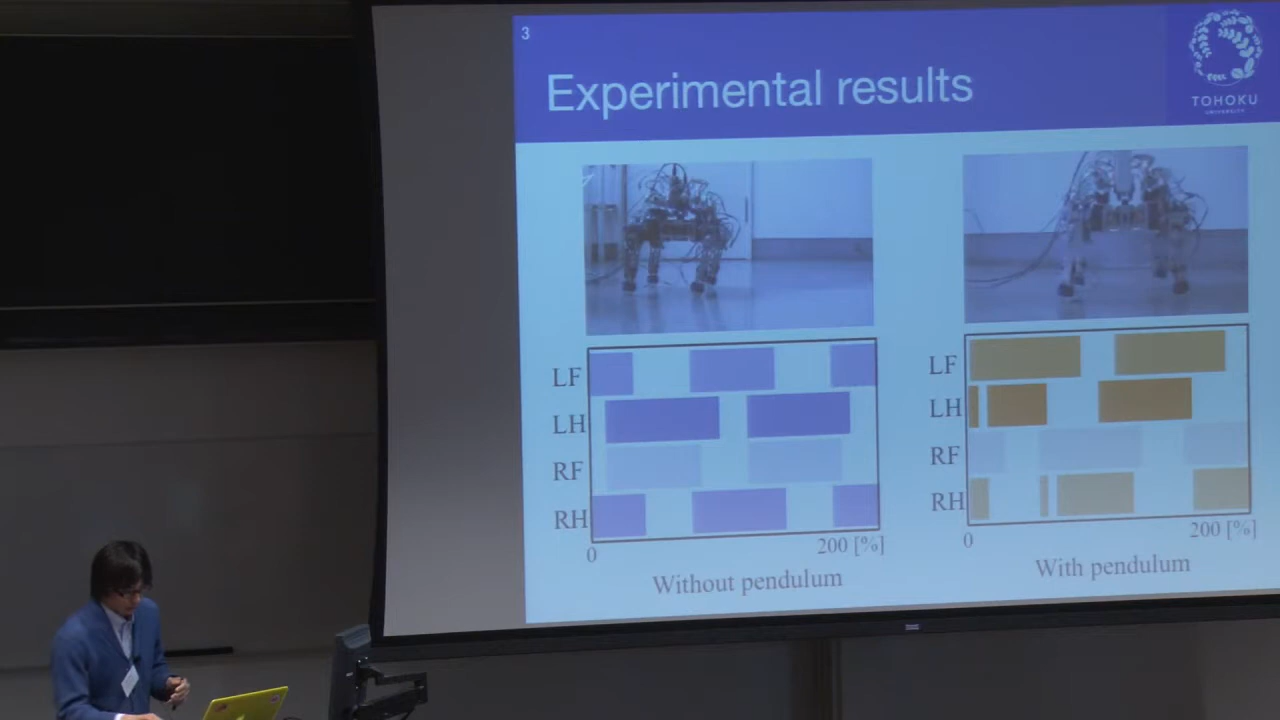 3
Experimental results
TOHOKU
UNIVERSITY
LF
LH
RF
RH
0
200 [%]
Without pendulum
LF
LH
RF
RH
0
200 [%]
With pendulum